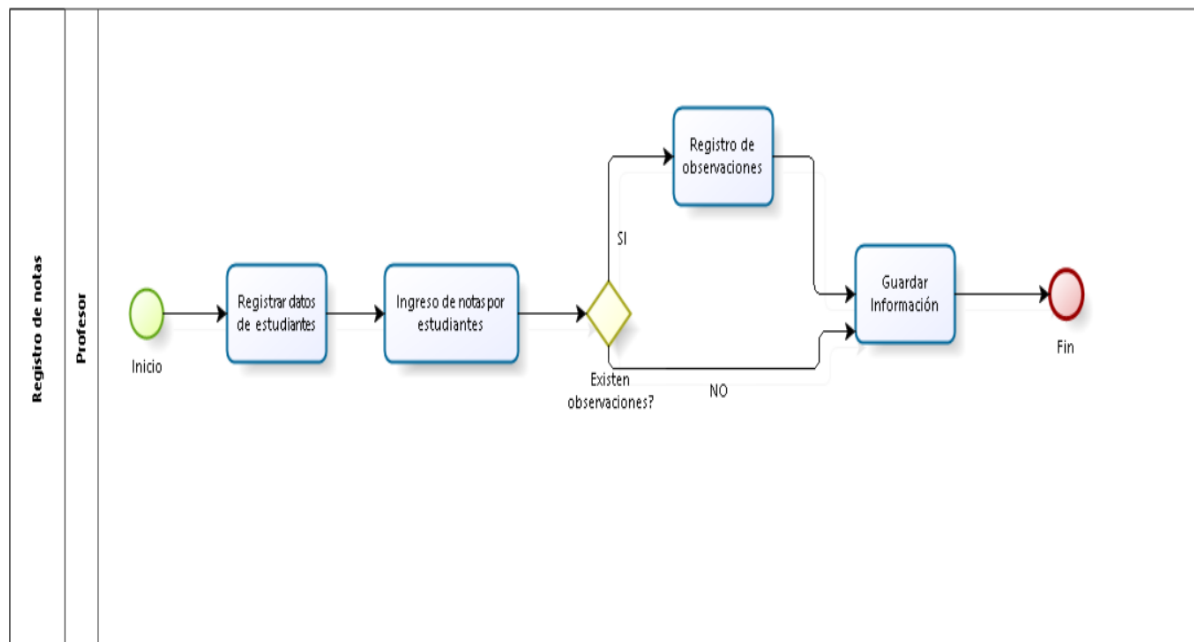 Registro de notas
Profesor
Inicio
Registrar datos
de estudiantes
Ingreso de notas por
estudiantes
Existen
observaciones?
SI
Registro de
observaciones
NO
Guardar
Información
Fin